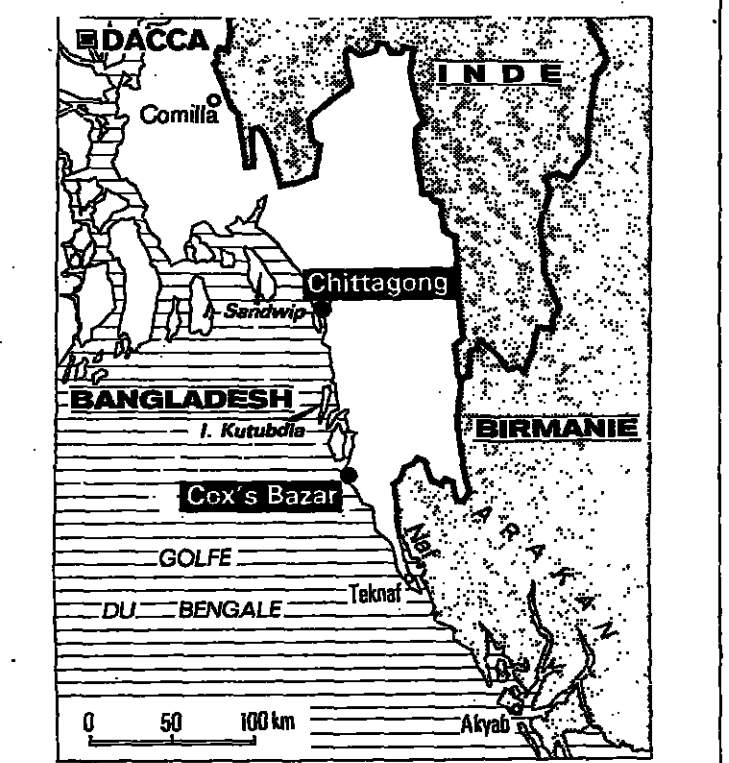 DACCA
INDE
Comilla
Chittagong
I. Sandwip
BANGLADESH
I. Kutubdia
BIRMANIE
Cox's Bazar
ARAKAN
Naf
GOLFE
DU BENGALE
Teknaf
0 50 100 km
Akyab